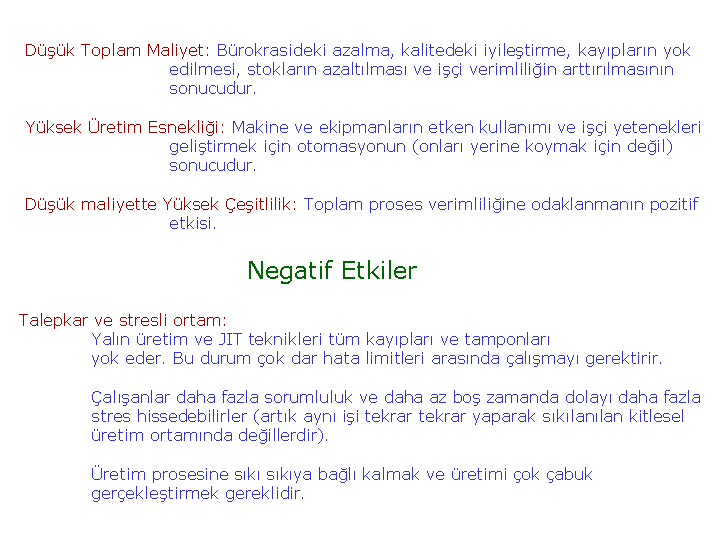 Düşük Toplam Maliyet: Bürokrasideki azalma, kalitedeki iyileştirme, kayıpların yok
edilmesi, stokların azaltılması ve işçi verimliliğin arttırılmasının
sonucudur.
Yüksek Üretim Esnekliği: Makine ve ekipmanların etken kullanımı ve işçi yetenekleri
geliştirmek için otomasyonun (onları yerine koymak için değil)
sonucudur.
Düşük maliyette Yüksek Çeşitlilik: Toplam proses verimliliğine odaklanmanın pozitif
etkisi.
Negatif Etkiler
Talepkar ve stresli ortam:
Yalın üretim ve JIT teknikleri tüm kayıpları ve tamponları
yok eder. Bu durum çok dar hata limitleri arasında çalışmayı gerektirir.
Çalışanlar daha fazla sorumluluk ve daha az boş zamanda dolayı daha fazla
stres hissedebilirler (artık aynı işi tekrar tekrar yaparak sıkılanılan kitlesel
üretim ortamında değillerdir).
Üretim prosesine sıkı sıkıya bağlı kalmak ve üretimi çok çabuk
gerçekleştirmek gereklidir.